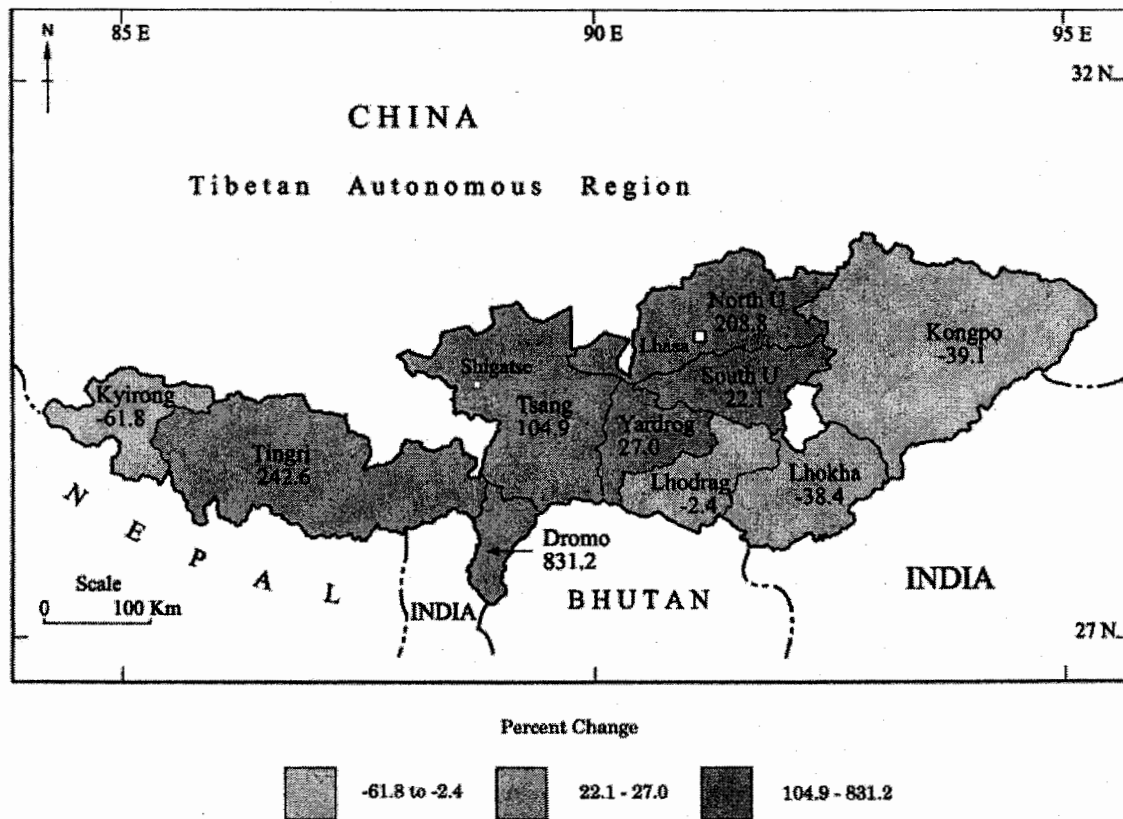 N
85 E
90 E
95 E
32 N
CHINA
Tibetan Autonomous Region
North U
208.8
Lhasa
Kongpo
-39.1
Shigatse
South U
22.1
Kyirong
-61.8
Tsang
104.9
Yardrog
27.0
Tingri
242.6
Lhodrag
-2.4
Lhokha
-38.4
Dromo
831.2
NEPAL
Scale
0 100 Km
INDIA
BHUTAN
INDIA
27 N
Percent Change
-61.8 to -2.4
22.1 - 27.0
104.9 - 831.2